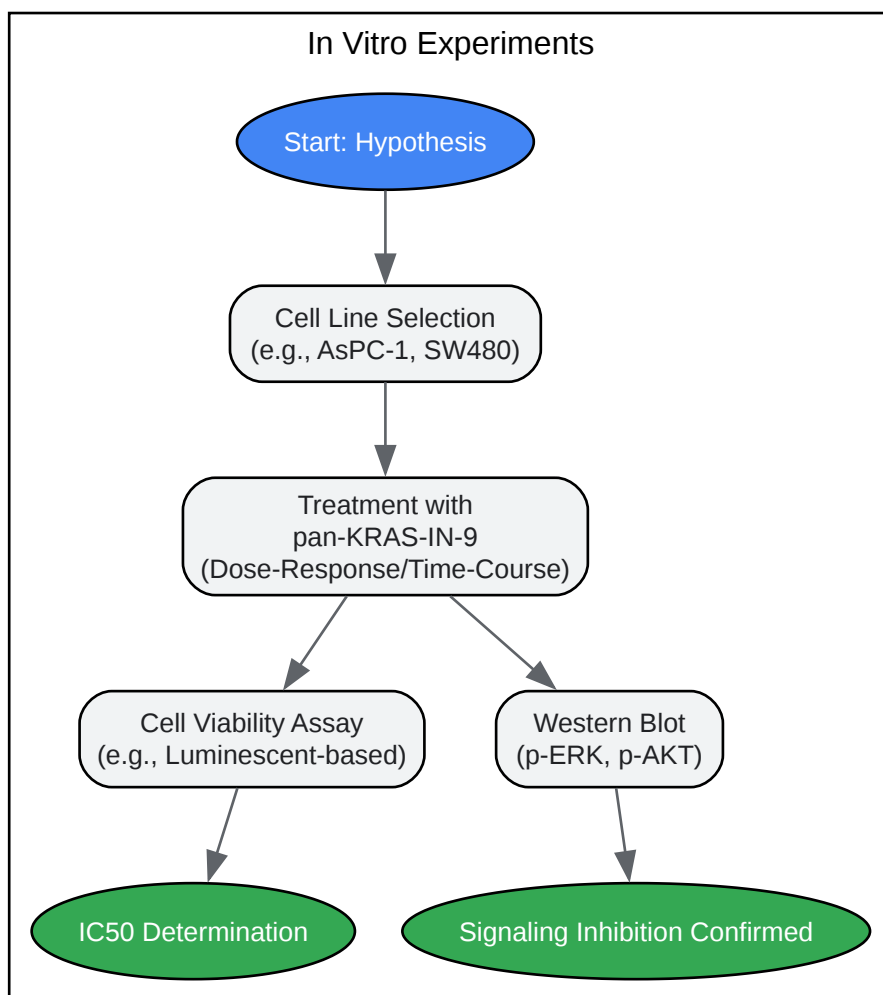 In Vitro Experiments
Start: Hypothesis
Cell Line Selection
(e.g., AsPC-1, SW480)
Treatment with
pan-KRAS-IN-9
(Dose-Response/Time-Course)
Cell Viability Assay
(e.g., Luminescent-based)
Western Blot
(p-ERK, p-AKT)
IC50 Determination
Signaling Inhibition Confirmed